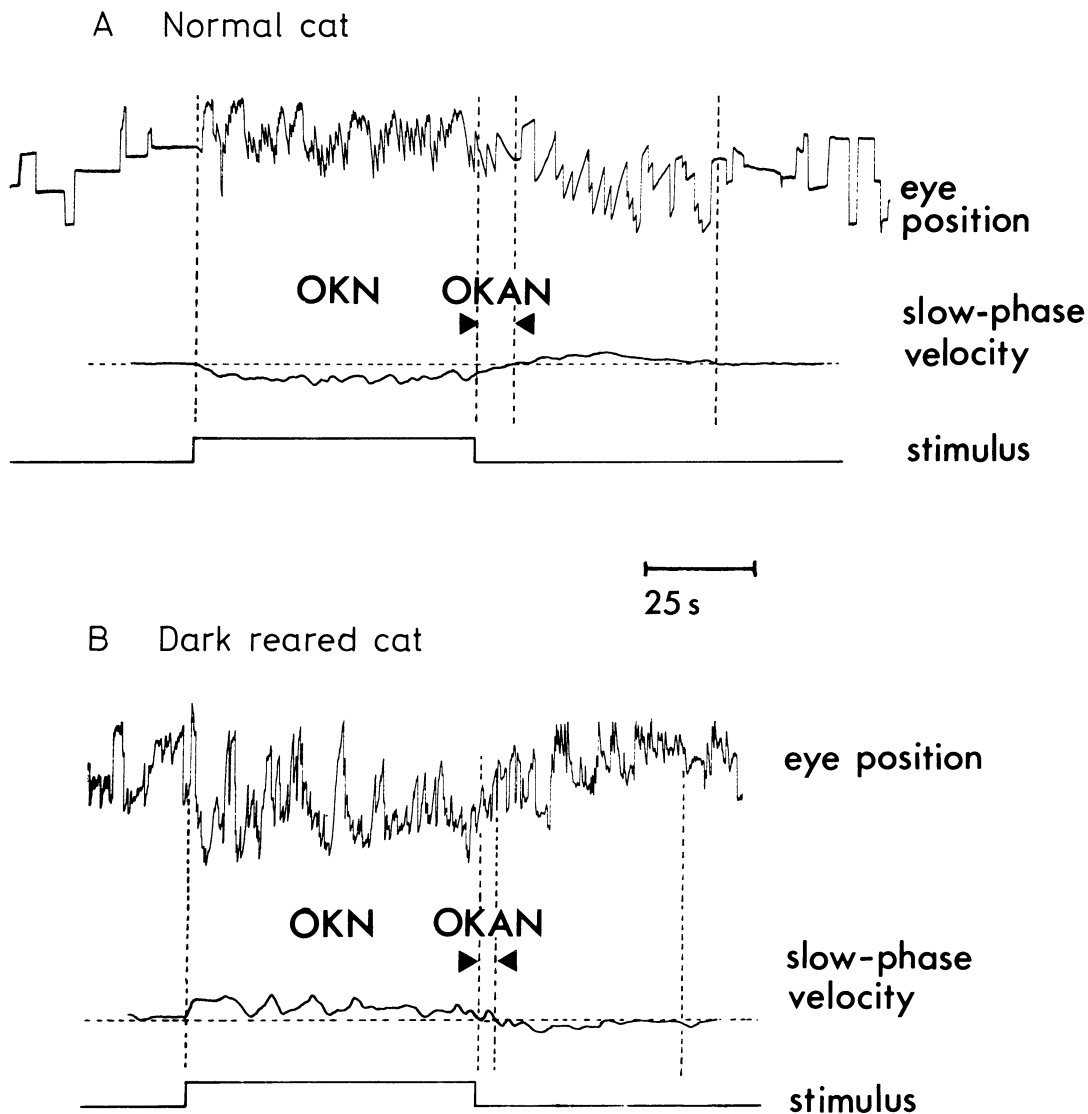 A Normal cat
eye
position
OKN OKAN
slow-phase
velocity
stimulus
25 s
B Dark reared cat
eye position
OKN OKAN
slow-phase
velocity
stimulus